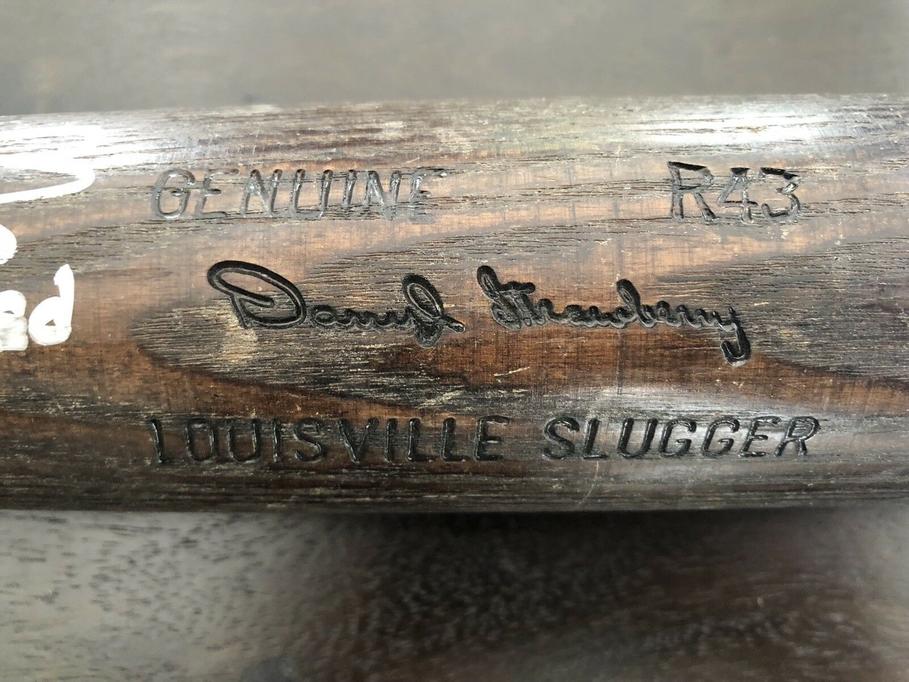 GENUINE R43
Darryl Strawberry
LOUISVILLE SLUGGER